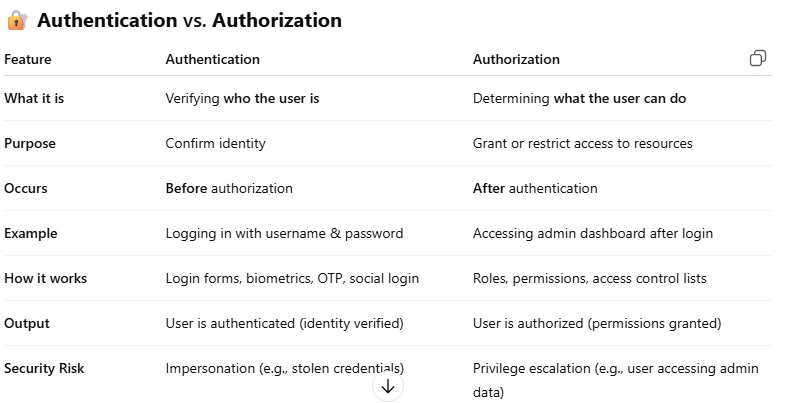 🔐 Authentication vs. Authorization
Feature Authentication Authorization
What it is Verifying who the user is Determining what the user can do
Purpose Confirm identity Grant or restrict access to resources
Occurs Before authorization After authentication
Example Logging in with username & password Accessing admin dashboard after login
How it works Login forms, biometrics, OTP, social login Roles, permissions, access control lists
Output User is authenticated (identity verified) User is authorized (permissions granted)
Security Risk Impersonation (e.g., stolen credentials) Privilege escalation (e.g., user accessing admin
data)